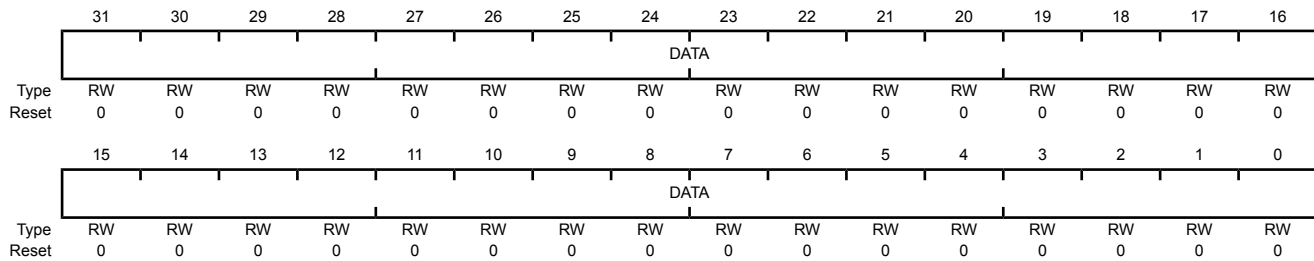 31 30 29 28 27 26 25 24 23 22 21 20 19 18 17 16
DATA
Type RW RW RW RW RW RW RW RW RW RW RW RW RW RW RW RW
Reset 0 0 0 0 0 0 0 0 0 0 0 0 0 0 0 0
15 14 13 12 11 10 9 8 7 6 5 4 3 2 1 0
DATA
Type RW RW RW RW RW RW RW RW RW RW RW RW RW RW RW RW
Reset 0 0 0 0 0 0 0 0 0 0 0 0 0 0 0 0